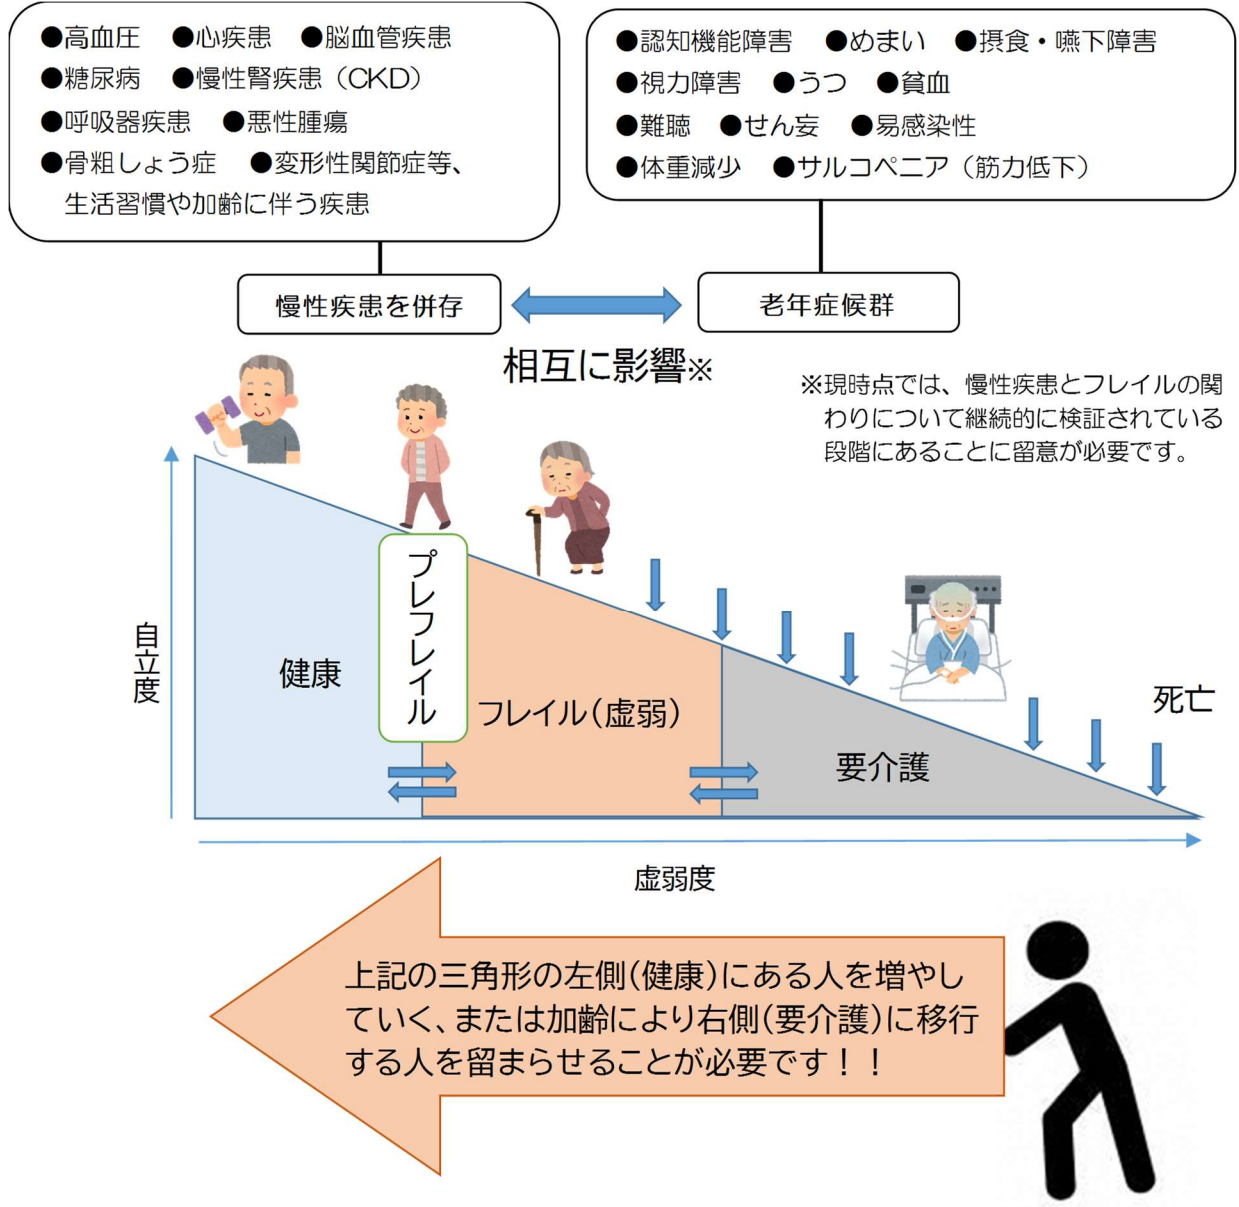 ●高血圧　●心疾患　●脳血管疾患
●糖尿病　●慢性腎疾患（CKD）
●呼吸器疾患　●悪性腫瘍
●骨粗しょう症　●変形性関節症等、
生活習慣や加齢に伴う疾患
●認知機能障害　●めまい　●摂食・嚥下障害
●視力障害　●うつ　●貧血
●難聴　●せん妄　●易感染性
●体重減少　●サルコペニア（筋力低下）
慢性疾患を併存
老年症候群
相互に影響※
※現時点では、慢性疾患とフレイルの関
わりについて継続的に検証されている
段階にあることに留意が必要です。
自立度
健康
プレフレイル
フレイル（虚弱）
要介護
死亡
虚弱度
上記の三角形の左側（健康）にある人を増やし
ていく、または加齢により右側（要介護）に移行
する人を留まらせることが必要です！！